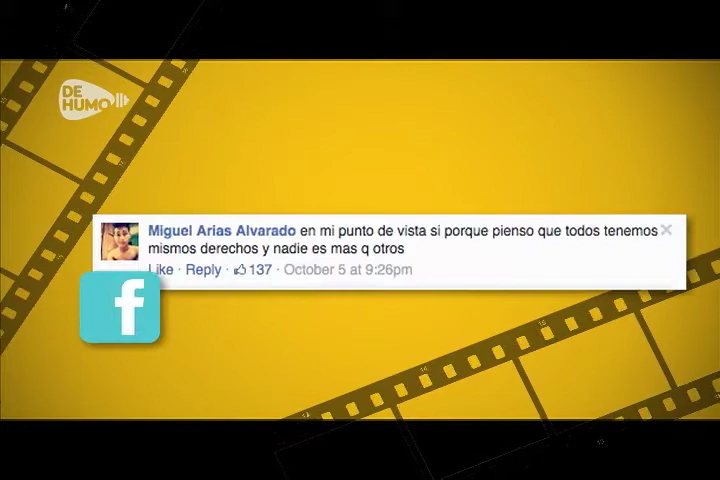 DE
HUMO
Miguel Arias Alvarado en mi punto de vista si porque pienso que todos tenemos
mismos derechos y nadie es mas q otros
Like · Reply · 137 · October 5 at 9:26pm
f